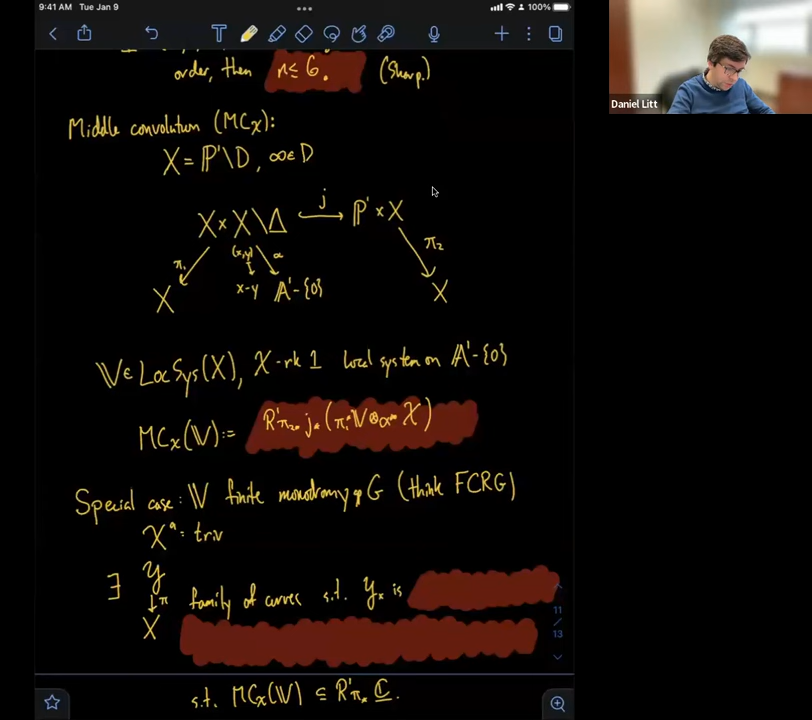 9:41 AM Tue Jan 9
100%
order, then n ≤ 6. (Sharp.)
Middle convolution (MCχ):
X = ℙ¹\D, ∞∈D
X × X \ Δ
j
ℙ¹ × X
π₁
(x,y)
α
π₂
X
x-y
𝔸¹-{0}
X
𝕍 ∈ LocSys(X), χ - rk 1 local system on 𝔸¹-{0}
MCχ(𝕍) := R¹π₂* j*(π₁*𝕍⊗α*χ)
Special case: 𝕍 finite monodromy G (think FCRG)
χᵃ = triv
∃ 𝒴
↓π family of curves s.t. 𝒴ₓ is
X
s.t. MCχ(𝕍) ⊆ R¹π* ℂ.
11
/
13
Daniel Litt